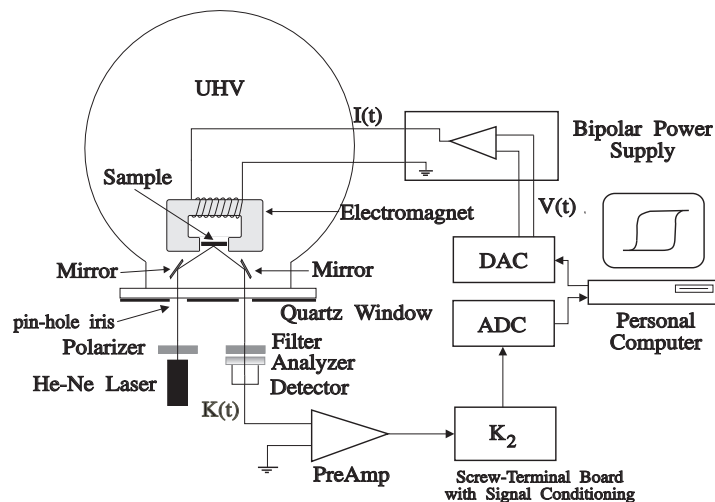 UHV
I(t)
Bipolar Power
Supply
Sample
Electromagnet
V(t)
Mirror
Mirror
DAC
Quartz Window
pin-hole iris
ADC
Personal
Computer
Polarizer
Filter
Analyzer
He-Ne Laser
Detector
K(t)
K2
PreAmp
Screw-Terminal Board
with Signal Conditioning